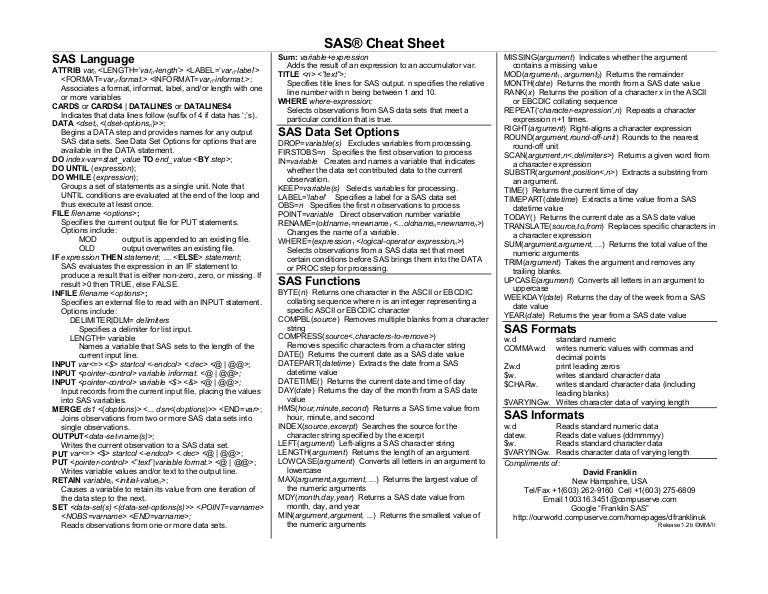 SAS® Cheat Sheet
SAS Language
ATTRIB varₙ <LENGTH='varₙ-length'> <LABEL='varₙ-label'>
<FORMAT=varₙ-format.> <INFORMAT=varₙ-informat.>;
Associates a format, informat, label, and/or length with one
or more variables
CARDS or CARDS4 | DATALINES or DATALINES4
Indicates that data lines follow (suffix of 4 if data has ';'s).
DATA <dsetₙ, <(dset-optionsₙ)>>;
Begins a DATA step and provides names for any output
SAS data sets. See Data Set Options for options that are
available in the DATA statement.
DO index-var=start_value TO end_value <BY step>;
DO UNTIL (expression);
DO WHILE (expression);
Groups a set of statements as a single unit. Note that
UNTIL conditions are evaluated at the end of the loop and
thus execute at least once.
FILE filename <options>;
Specifies the current output file for PUT statements.
Options include:
MOD output is appended to an existing file.
OLD output overwrites an existing file.
IF expression THEN statement; .... <ELSE> statement;
SAS evaluates the expression in an IF statement to
produce a result that is either non-zero, zero, or missing. If
result >0 then TRUE, else FALSE.
INFILE filename <options>;
Specifies an external file to read with an INPUT statement.
Options include:
DELIMITER|DLM= delimiters
Specifies a delimiter for list input.
LENGTH= variable
Names a variable that SAS sets to the length of the
current input line.
INPUT var<=> <$> startcol <-endcol> <.dec> <@ | @@>;
INPUT <pointer-control> variable informat. <@ | @@>;
INPUT <pointer-control> variable <$> <&> <@ | @@>;
Input records from the current input file, placing the values
into SAS variables.
MERGE ds1 <(doptions)> <... dsn<(doptions)>> <END=var>;
Joins observations from two or more SAS data sets into
single observations.
OUTPUT<data-set-name(s)>;
Writes the current observation to a SAS data set.
PUT var<=> <$> startcol <-endcol> <.dec> <@ | @@>;
PUT <pointer-control> <"text"|variable format.> <@ | @@>;
Writes variable values and/or text to the output line.
RETAIN variableₙ <initial-valueₙ>;
Causes a variable to retain its value from one iteration of
the data step to the next.
SET <data-set(s) <(data-set-options(s)>> <POINT=varname>
<NOBS=varname> <END=varname>;
Reads observations from one or more data sets.
Sum: variable+expression
Adds the result of an expression to an accumulator var.
TITLE <n> <"text">;
Specifies title lines for SAS output. n specifies the relative
line number with n being between 1 and 10.
WHERE where-expression;
Selects observations from SAS data sets that meet a
particular condition that is true.
SAS Data Set Options
DROP=variable(s) Excludes variables from processing.
FIRSTOBS=n Specifies the first observation to process
IN=variable Creates and names a variable that indicates
whether the data set contributed data to the current
observation.
KEEP=variable(s) Selects variables for processing.
LABEL='label' Specifies a label for a SAS data set
OBS=n Specifies the first n observations to process
POINT=variable Direct observation number variable
RENAME=(oldname₁=newname₁ <...oldnameₙ=newnameₙ>)
Changes the name of a variable.
WHERE=(expression₁ <logical-operator expressionₙ>)
Selects observations from a SAS data set that meet
certain conditions before SAS brings them into the DATA
or PROC step for processing.
SAS Functions
BYTE(n) Returns one character in the ASCII or EBCDIC
collating sequence where n is an integer representing a
specific ASCII or EBCDIC character
COMPBL(source) Removes multiple blanks from a character
string
COMPRESS(source<,characters-to-remove>)
Removes specific characters from a character string
DATE() Returns the current date as a SAS date value
DATEPART(datetime) Extracts the date from a SAS
datetime value
DATETIME() Returns the current date and time of day
DAY(date) Returns the day of the month from a SAS date
value
HMS(hour,minute,second) Returns a SAS time value from
hour, minute, and second
INDEX(source,excerpt) Searches the source for the
character string specified by the excerpt
LEFT(argument) Left-aligns a SAS character string
LENGTH(argument) Returns the length of an argument
LOWCASE(argument) Converts all letters in an argument to
lowercase
MAX(argument,argument, ...) Returns the largest value of
the numeric arguments
MDY(month,day,year) Returns a SAS date value from
month, day, and year
MIN(argument,argument, ...) Returns the smallest value of
the numeric arguments
MISSING(argument) Indicates whether the argument
contains a missing value
MOD(argument₁, argument₂) Returns the remainder
MONTH(date) Returns the month from a SAS date value
RANK(x) Returns the position of a character x in the ASCII
or EBCDIC collating sequence
REPEAT('character-expression',n) Repeats a character
expression n+1 times.
RIGHT(argument) Right-aligns a character expression
ROUND(argument,round-off-unit) Rounds to the nearest
round-off unit
SCAN(argument,n<,delimiters>) Returns a given word from
a character expression
SUBSTR(argument,position<,n>) Extracts a substring from
an argument.
TIME() Returns the current time of day
TIMEPART(datetime) Extracts a time value from a SAS
datetime value
TODAY() Returns the current date as a SAS date value
TRANSLATE(source,to,from) Replaces specific characters in
a character expression
SUM(argument,argument, ...) Returns the total value of the
numeric arguments
TRIM(argument) Takes the argument and removes any
trailing blanks.
UPCASE(argument) Converts all letters in an argument to
uppercase
WEEKDAY(date) Returns the day of the week from a SAS
date value
YEAR(date) Returns the year from a SAS date value
SAS Formats
w.d standard numeric
COMMAw.d writes numeric values with commas and
decimal points
Zw.d print leading zeros
$w. writes standard character data
$CHARw. writes standard character data (including
leading blanks)
$VARYINGw. Writes character data of varying length
SAS Informats
w.d Reads standard numeric data
datew. Reads date values (ddmmmyy)
$w. Reads standard character data
$VARYINGw. Reads character data of varying length
Compliments of:
David Franklin
New Hampshire, USA
Tel/Fax +1(603) 262-9160 Cell +1(603) 275-6809
Email 100316.3451@compuserve.com
Google "Franklin SAS"
http://ourworld.compuserve.com/homepages/dfranklinuk
Release 1.2b ©MMVII